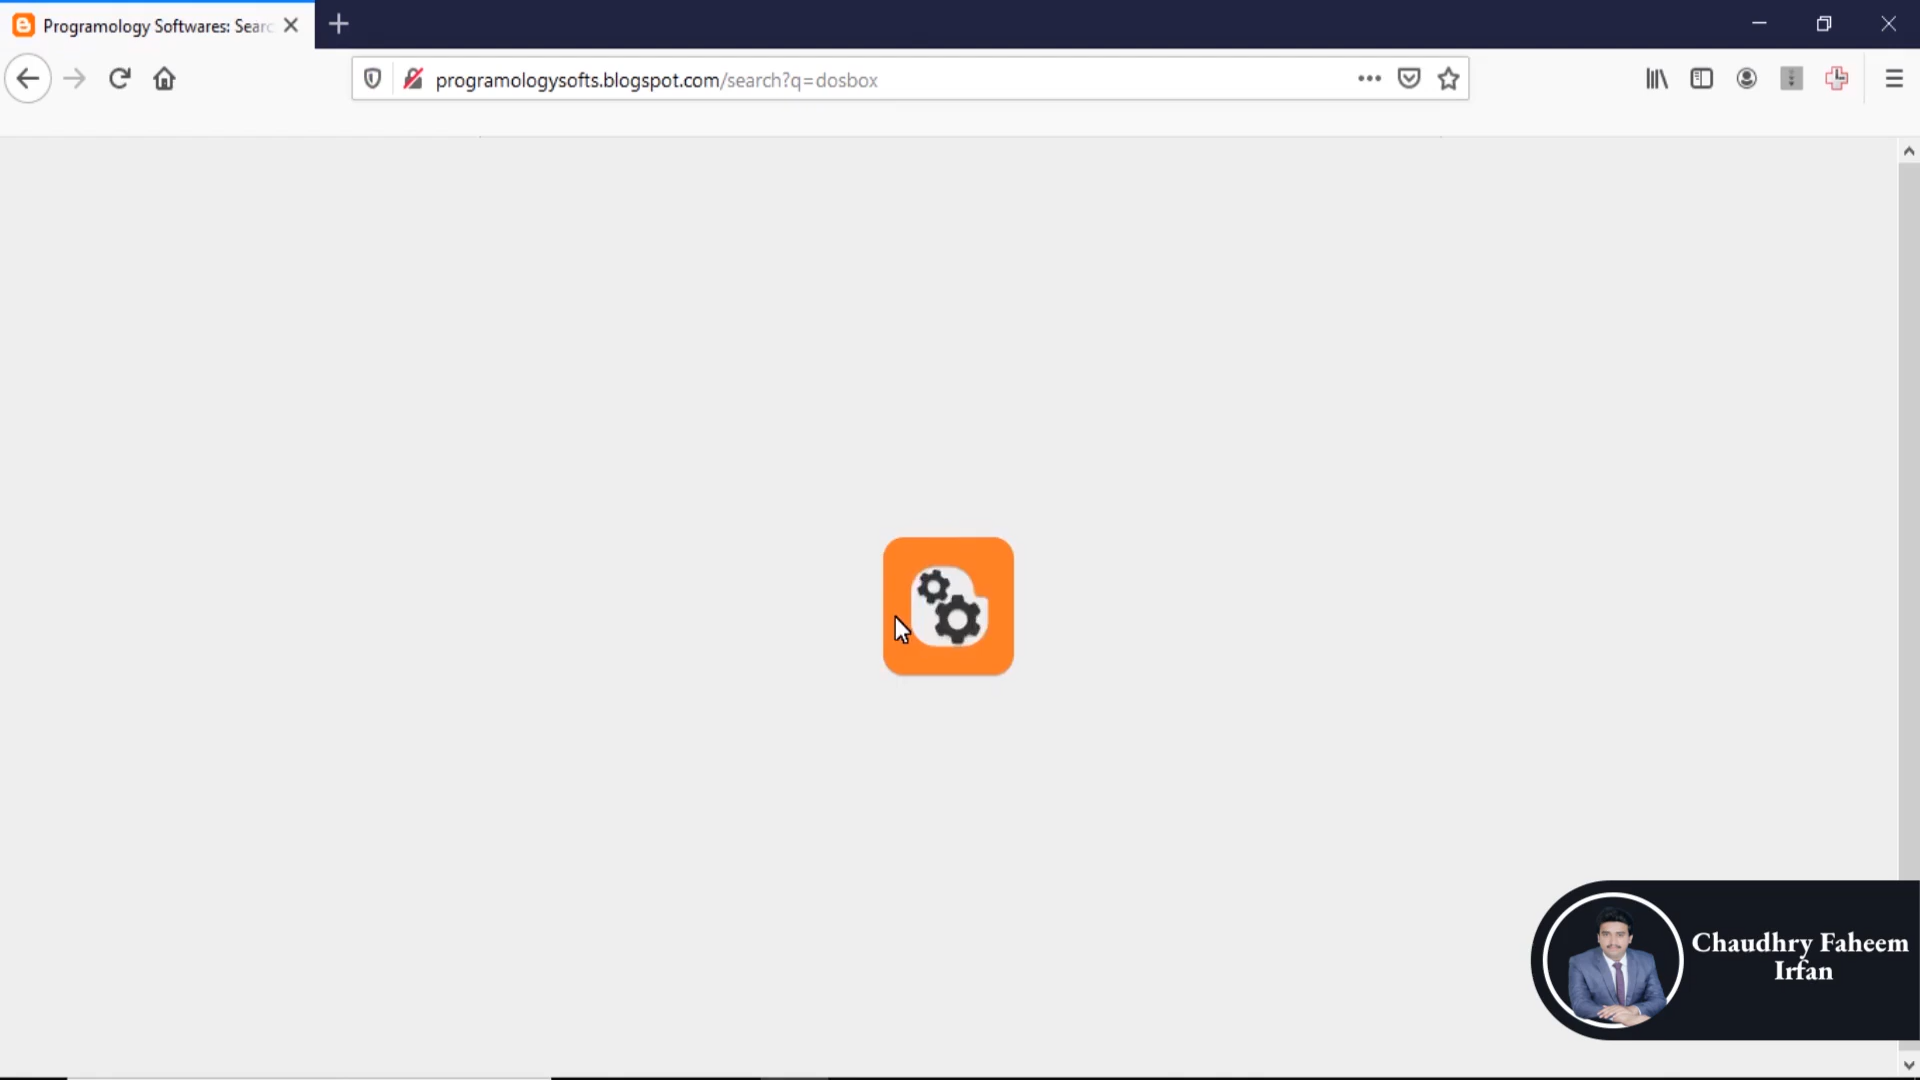 Programology Softwares: Searc
programologysofts.blogspot.com/search?q=dosbox
Chaudhry Faheem
Irfan